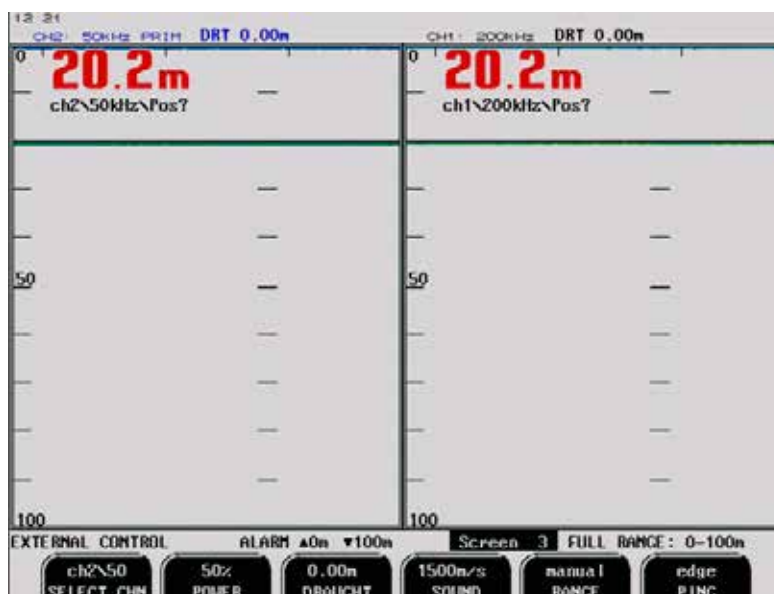 12 21
CH2: 50KHz PRIM DRT 0.00m
CH1: 200KHz DRT 0.00m
0
20.2m
ch2\50kHz\Pos?
50
100
0
20.2m
ch1\200kHz\Pos?
50
100
EXTERNAL CONTROL ALARM ▲0m ▼100m Screen 3 FULL RANGE: 0-100m
ch2\50 50% 0.00m 1500m/s manual edge
SELECT CHN POWER DRAUGHT SOUND RANGE PING